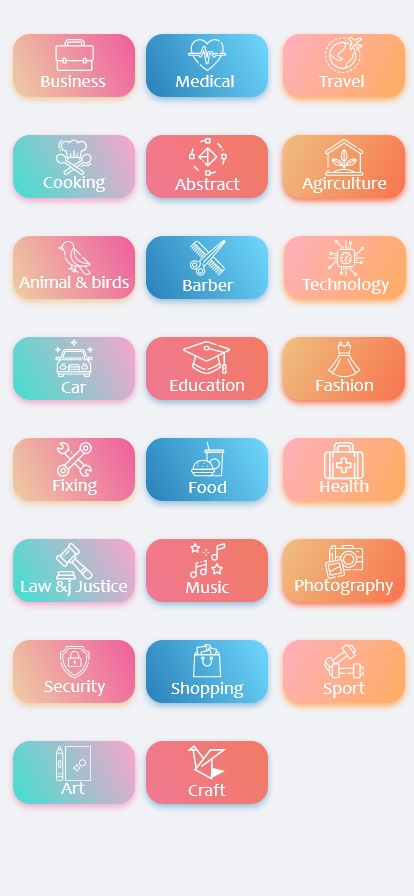 Business
Medical
Travel
Cooking
Abstract
Agirculture
Animal & birds
Barber
Technology
Car
Education
Fashion
Fixing
Food
Health
Law &j Justice
Music
Photography
Security
Shopping
Sport
Art
Craft